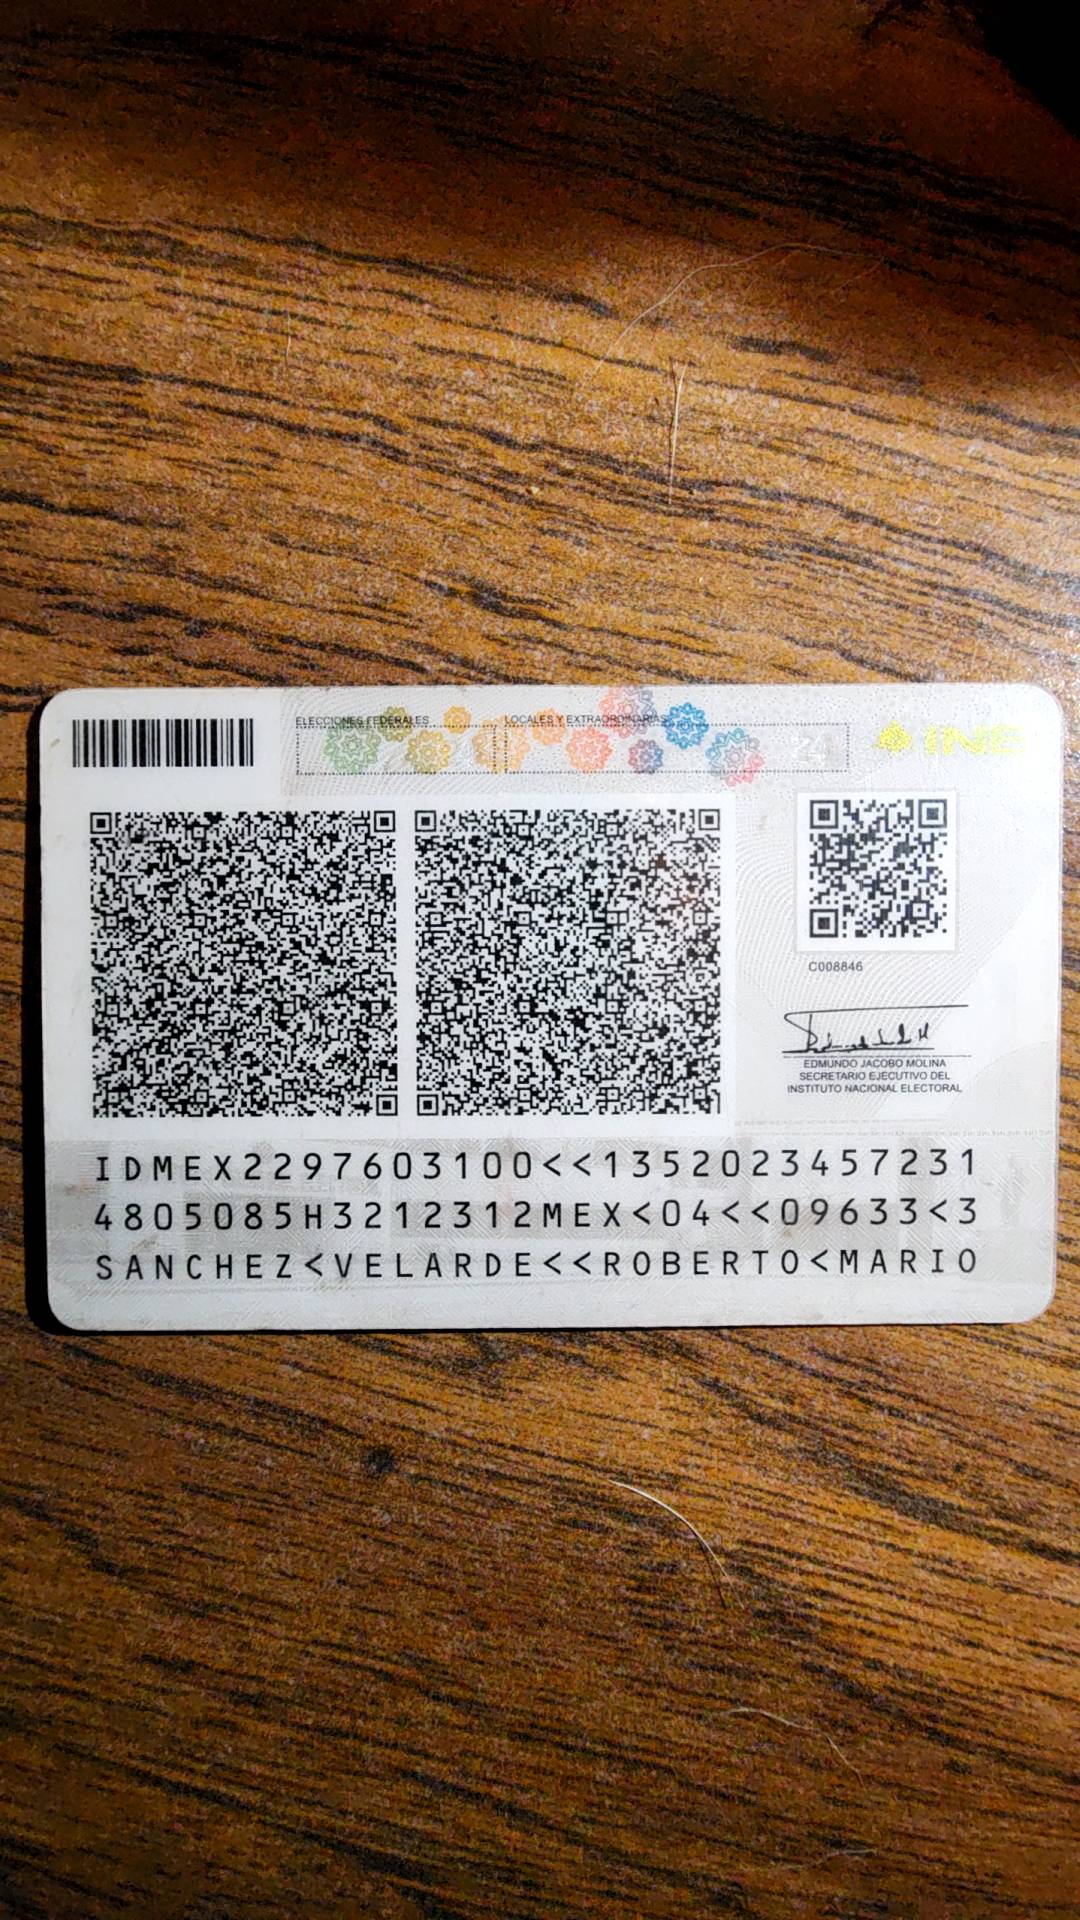 ELECCIONES FEDERALES LOCALES Y EXTRAORDINARIAS
24
INE
C008846
EDMUNDO JACOBO MOLINA
SECRETARIO EJECUTIVO DEL
INSTITUTO NACIONAL ELECTORAL
IDMEX2297603100<<1352023457231
4805085H3212312MEX<04<<09633<3
SANCHEZ<VELARDE<<ROBERTO<MARIO